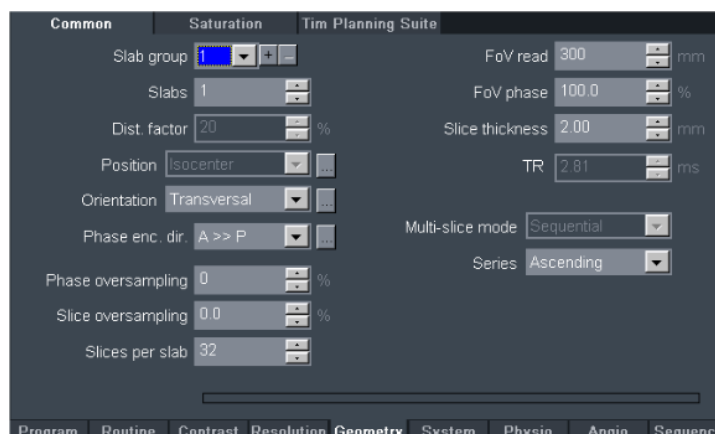 Common Saturation Tim Planning Suite
Slab group 1 + - FoV read 300 mm
Slabs 1 FoV phase 100.0 %
Dist. factor 20 % Slice thickness 2.00 mm
Position Isocenter ... TR 2.81 ms
Orientation Transversal ...
Phase enc. dir. A >> P ... Multi-slice mode Sequential
Series Ascending
Phase oversampling 0 %
Slice oversampling 0.0 %
Slices per slab 32
Program Routine Contrast Resolution Geometry System Physio Angio Sequenc